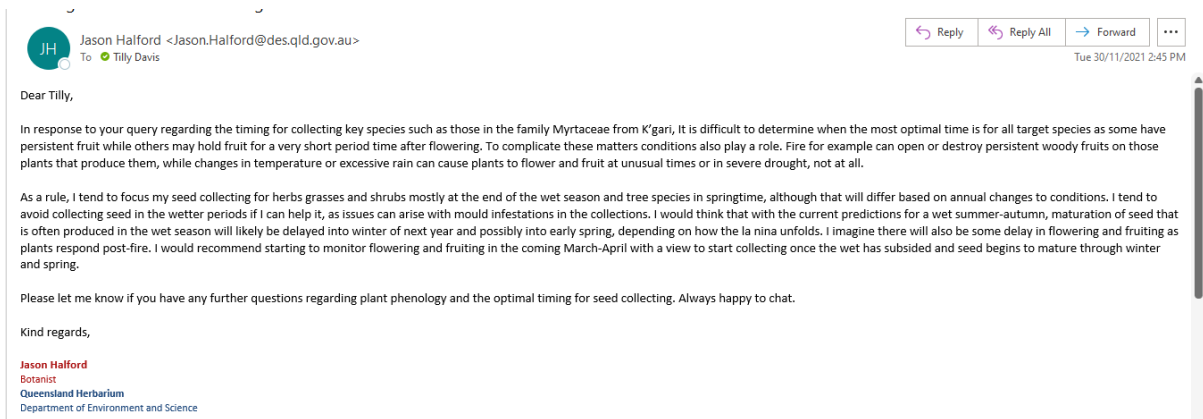 JH
Jason Halford <Jason.Halford@des.qld.gov.au>
To Tilly Davis
Reply
Reply All
Forward
Tue 30/11/2021 2:45 PM
Dear Tilly,
In response to your query regarding the timing for collecting key species such as those in the family Myrtaceae from K'gari, It is difficult to determine when the most optimal time is for all target species as some have
persistent fruit while others may hold fruit for a very short period time after flowering. To complicate these matters conditions also play a role. Fire for example can open or destroy persistent woody fruits on those
plants that produce them, while changes in temperature or excessive rain can cause plants to flower and fruit at unusual times or in severe drought, not at all.
As a rule, I tend to focus my seed collecting for herbs grasses and shrubs mostly at the end of the wet season and tree species in springtime, although that will differ based on annual changes to conditions. I tend to
avoid collecting seed in the wetter periods if I can help it, as issues can arise with mould infestations in the collections. I would think that with the current predictions for a wet summer-autumn, maturation of seed that
is often produced in the wet season will likely be delayed into winter of next year and possibly into early spring, depending on how the la nina unfolds. I imagine there will also be some delay in flowering and fruiting as
plants respond post-fire. I would recommend starting to monitor flowering and fruiting in the coming March-April with a view to start collecting once the wet has subsided and seed begins to mature through winter
and spring.
Please let me know if you have any further questions regarding plant phenology and the optimal timing for seed collecting. Always happy to chat.
Kind regards,
Jason Halford
Botanist
Queensland Herbarium
Department of Environment and Science